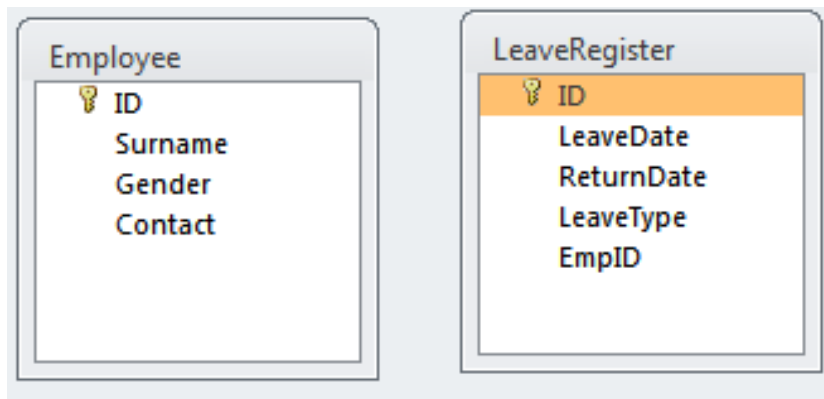 Employee
ID
Surname
Gender
Contact
LeaveRegister
ID
LeaveDate
ReturnDate
LeaveType
EmpID